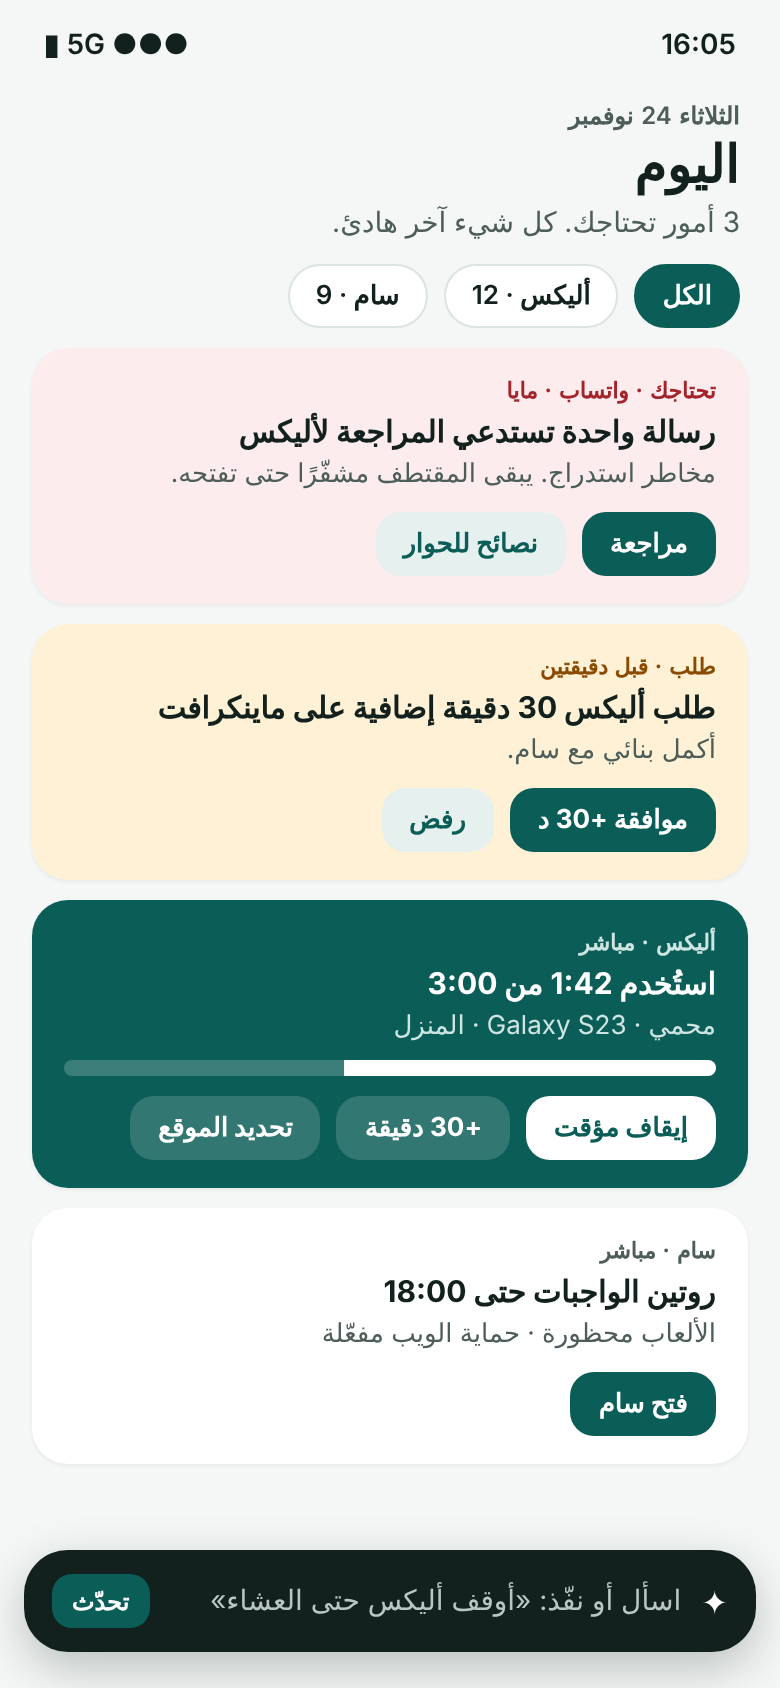 16:05
5G
الثلاثاء 24 نوفمبر
اليوم
3 أمور تحتاجك. كل شيء آخر هادئ.
الكل
أليكس · 12
سام · 9
تحتاجك · واتساب · مايا
رسالة واحدة تستدعي المراجعة لأليكس
مخاطر استدراج. يبقى المقتطف مشفّرًا حتى تفتحه.
مراجعة
نصائح للحوار
طلب · قبل دقيقتين
طلب أليكس 30 دقيقة إضافية على ماينكرافت
أكمل بنائي مع سام.
موافقة +30 د
رفض
أليكس · مباشر
استُخدم 1:42 من 3:00
محمي · Galaxy S23 · المنزل
إيقاف مؤقت
+30 دقيقة
تحديد الموقع
سام · مباشر
روتين الواجبات حتى 18:00
الألعاب محظورة · حماية الويب مفعّلة
فتح سام
اسأل أو نفّذ: «أوقف أليكس حتى العشاء»
تحدّث